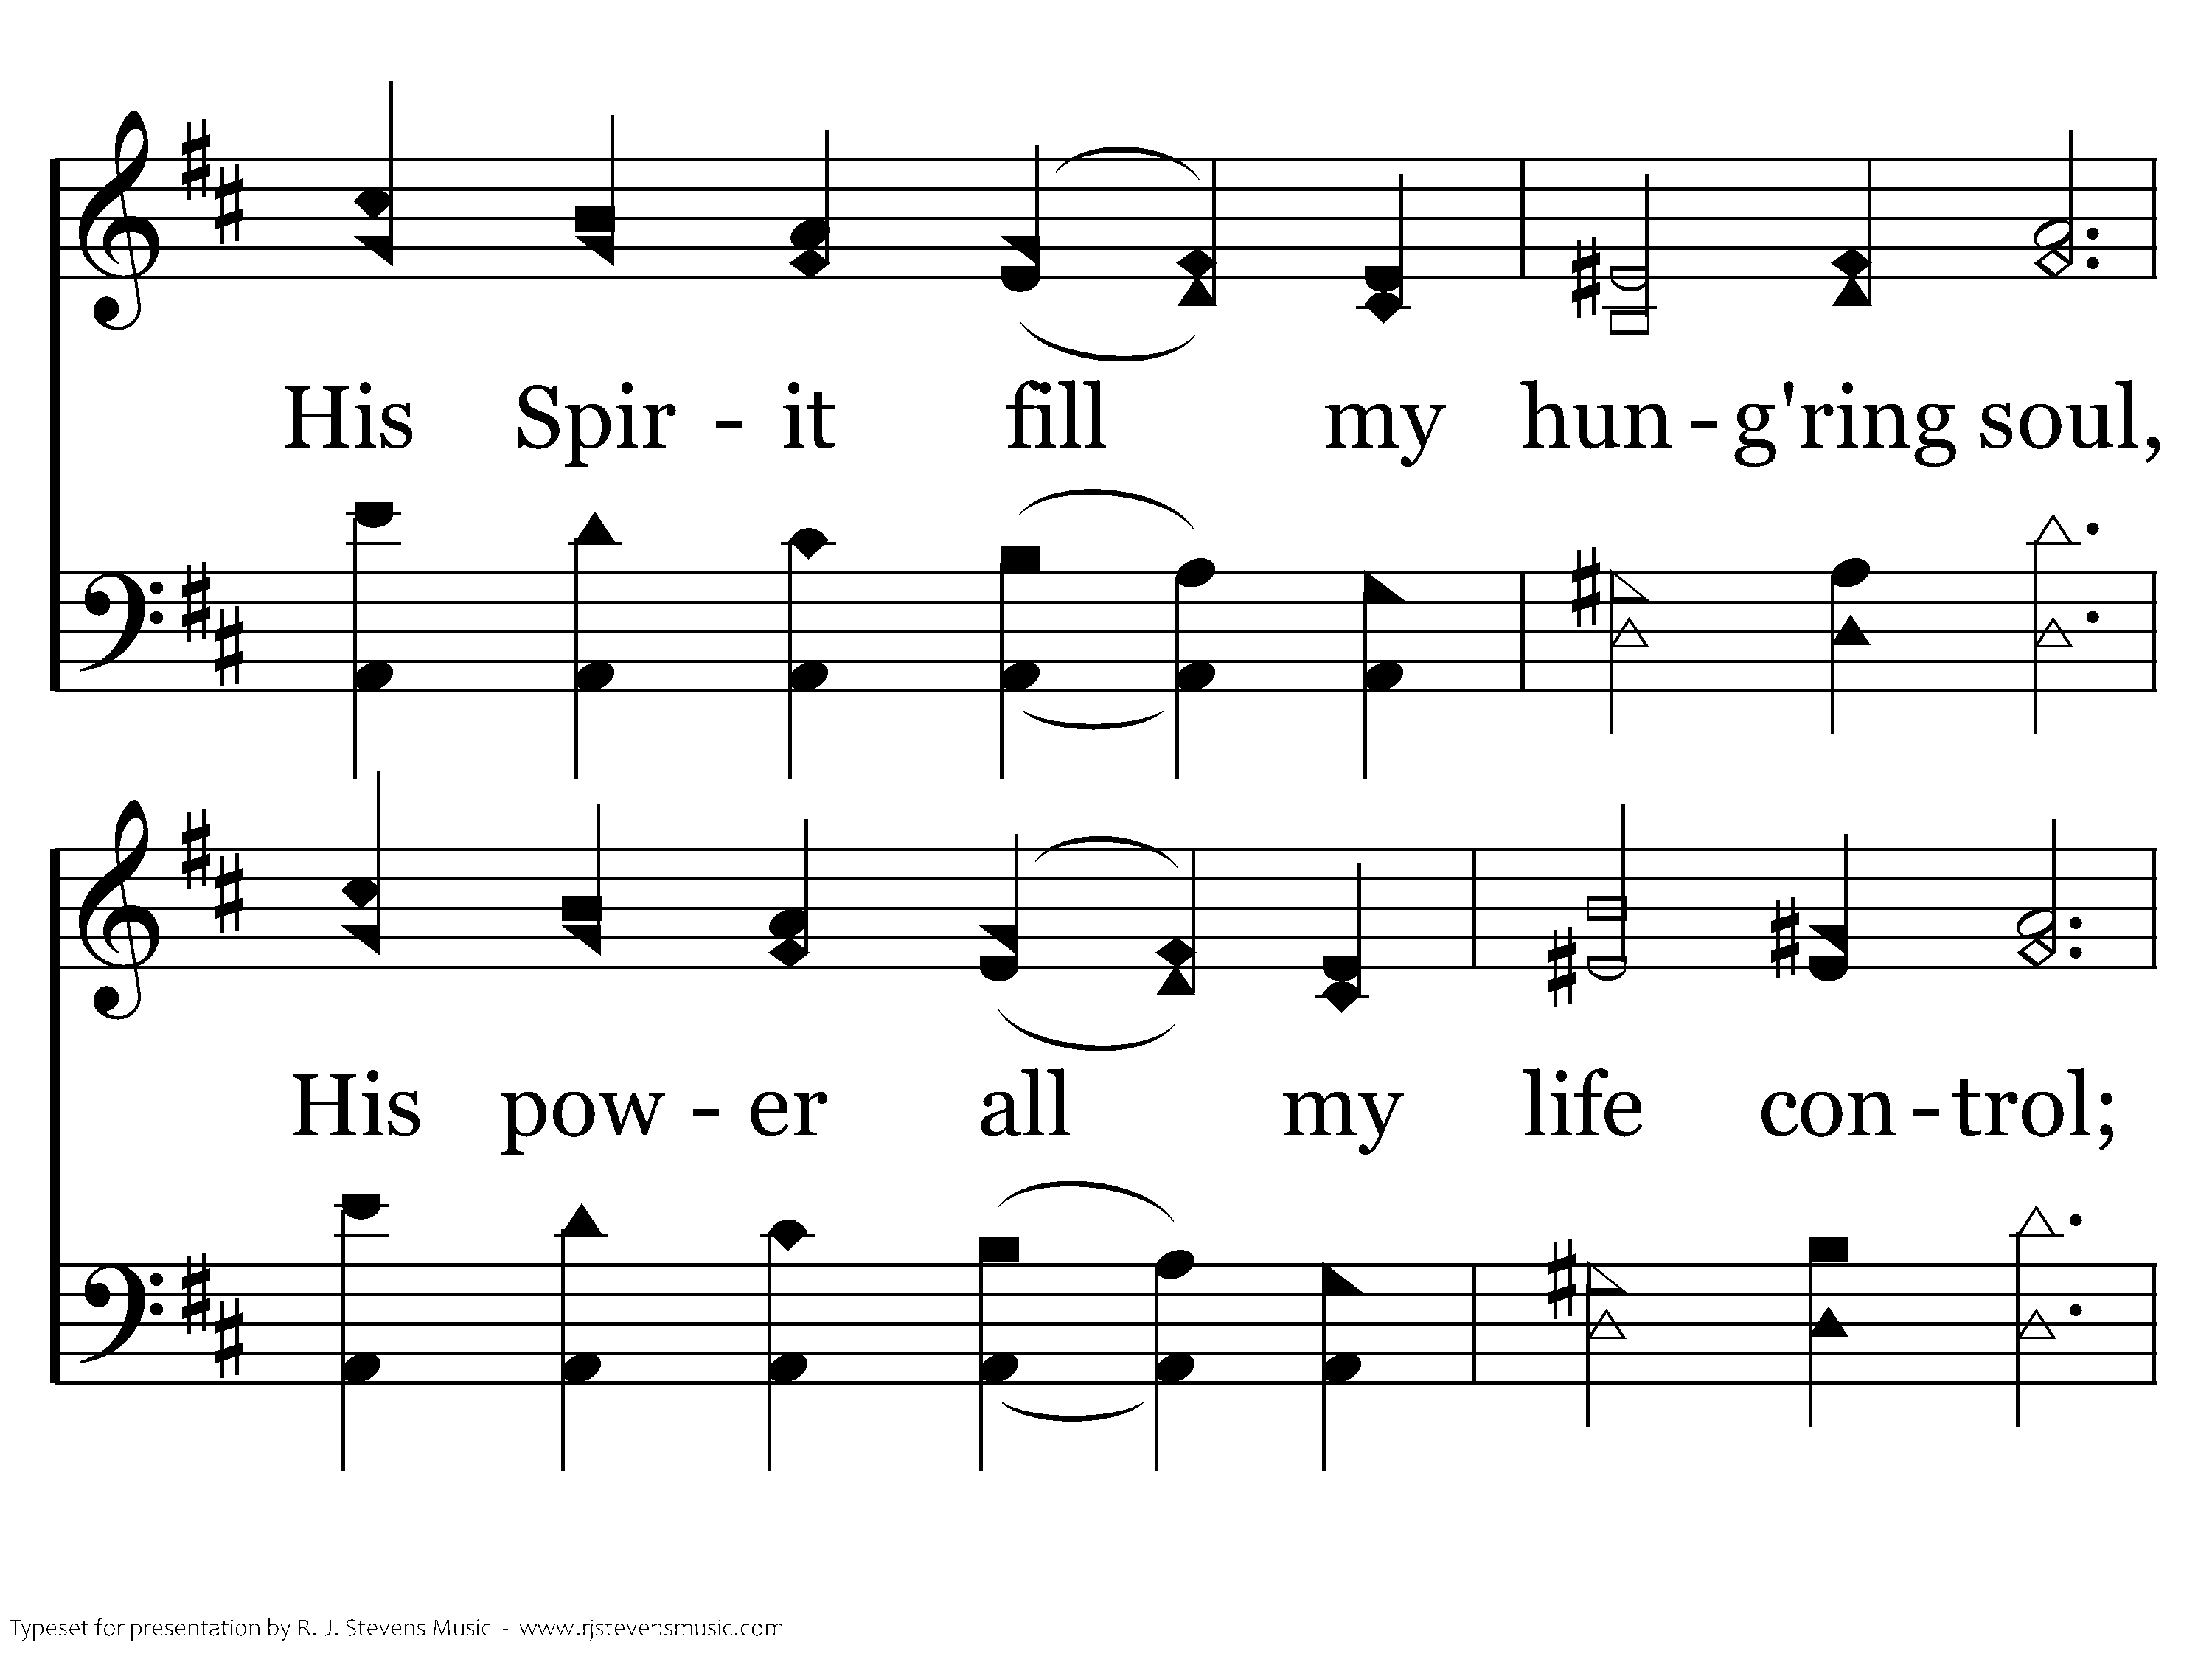 His Spir - it fill my hun - g'ring soul,
His pow - er all my life con - trol;
Typeset for presentation by R. J. Stevens Music - www.rjstevensmusic.com